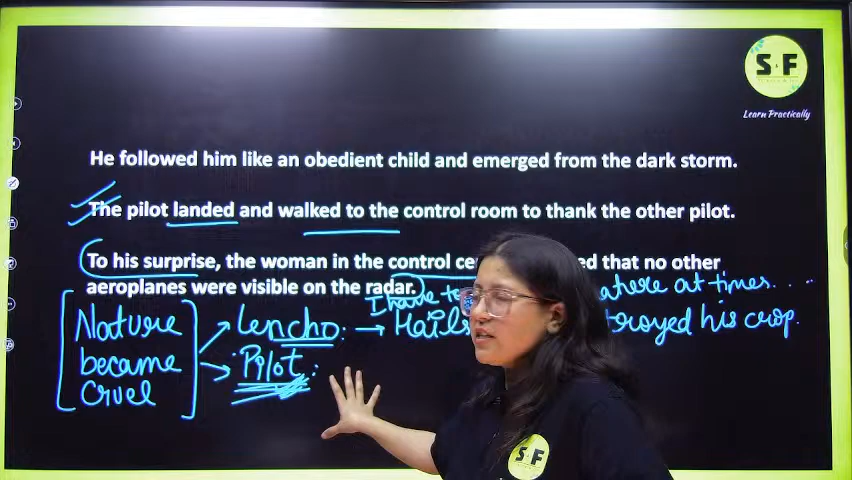 S F
Learn Practically
He followed him like an obedient child and emerged from the dark storm.
The pilot landed and walked to the control room to thank the other pilot.
To his surprise, the woman in the control ce ed that no other
aeroplanes were visible on the radar.
I have at times....
Nature
became
cruel
Lencho: → Hails troyed his crop.
Pilot:
S F